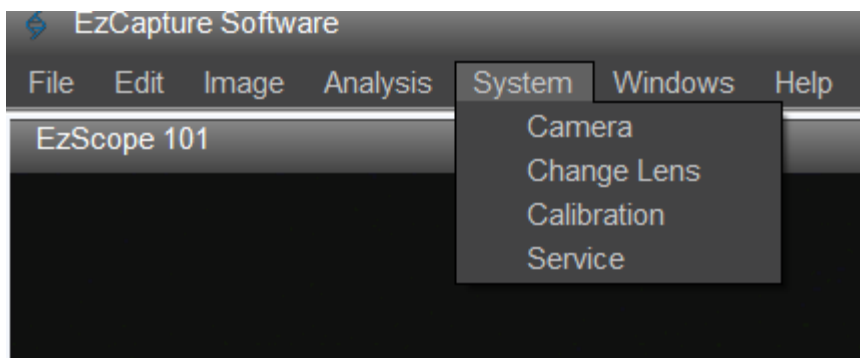 EzCapture Software
File Edit Image Analysis System Windows Help
EzScope 101
Camera
Change Lens
Calibration
Service